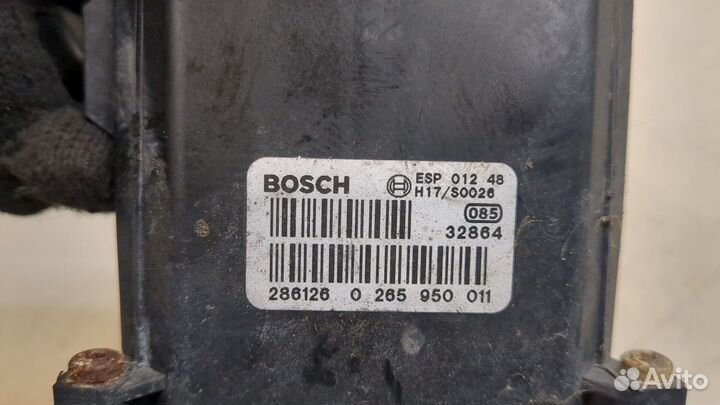 BOSCH ESP 012 48
H17/S0026
085
32864
286126 0 265 950 011
Avito